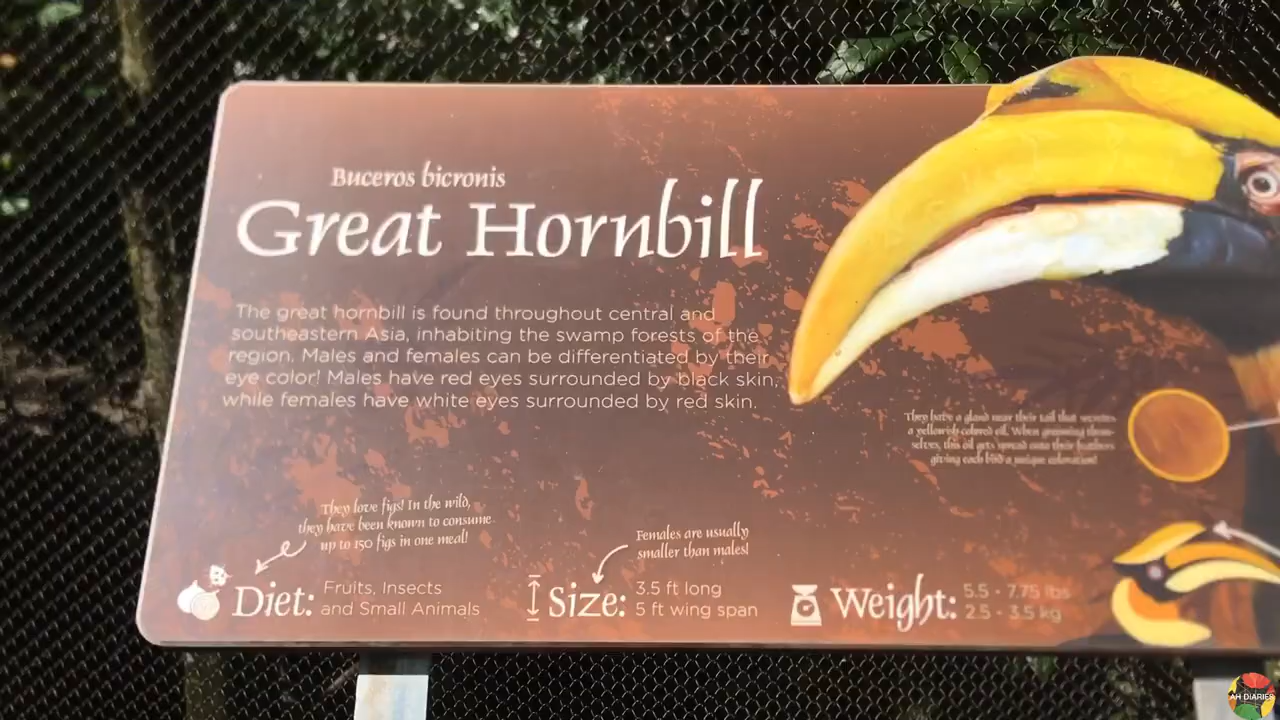 Buceros bicronis
Great Hornbill
The great hornbill is found throughout central and
southeastern Asia, inhabiting the swamp forests of the
region. Males and females can be differentiated by their
eye color! Males have red eyes surrounded by black skin,
while females have white eyes surrounded by red skin.
They have a gland near their tail that secretes
a yellowish colored oil. When grooming them-
selves, this oil gets spread onto their feathers
giving each bird a unique coloration!
They love figs! In the wild,
they have been known to consume
up to 150 figs in one meal!
Diet: Fruits, Insects
and Small Animals
Females are usually
smaller than males!
Size: 3.5 ft long
5 ft wing span
Weight: 5.5 - 7.75 lbs
2.5 - 3.5 kg
AH DIARIES